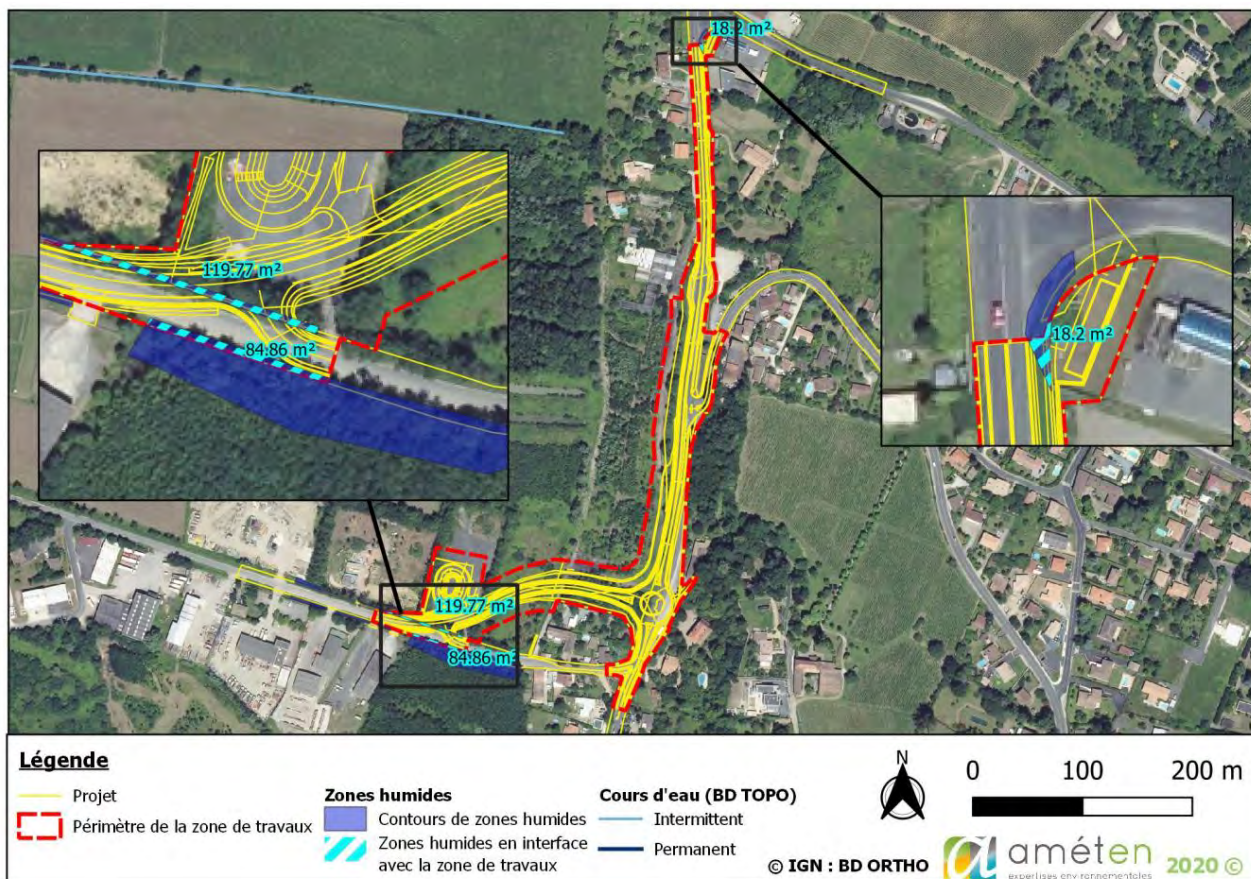 18.2 m²
119.77 m²
84.86 m²
18.2 m²
119.77 m²
84.86 m²
Légende
Projet
Périmètre de la zone de travaux
Zones humides
Contours de zones humides
Zones humides en interface
avec la zone de travaux
Cours d'eau (BD TOPO)
Intermittent
Permanent
N
0 100 200 m
© IGN : BD ORTHO
améten
expertises environnementales
2020 ©